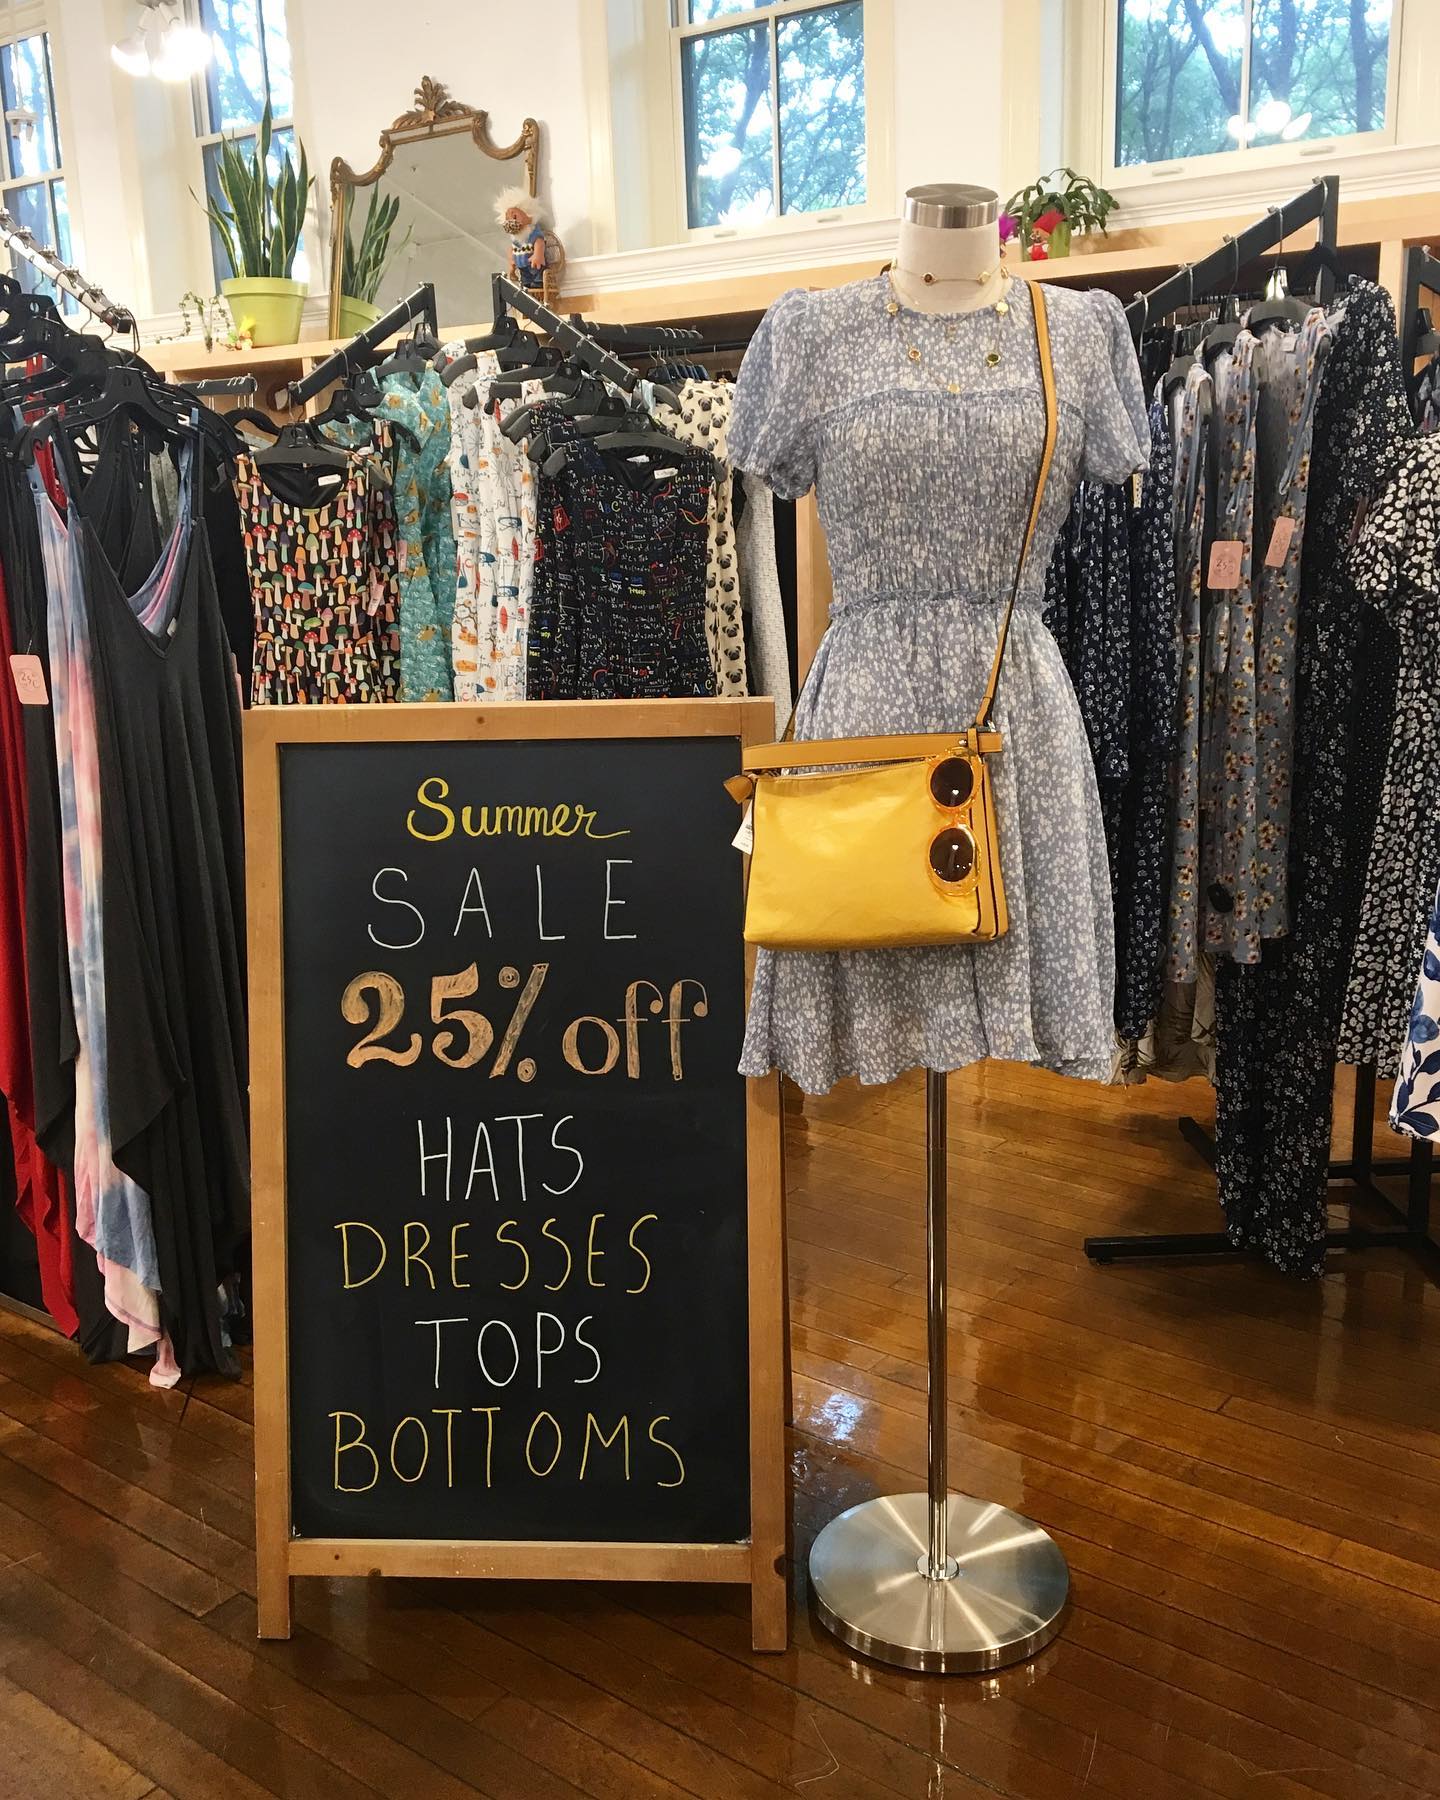 Summer
SALE
25% off
HATS
DRESSES
TOPS
BOTTOMS